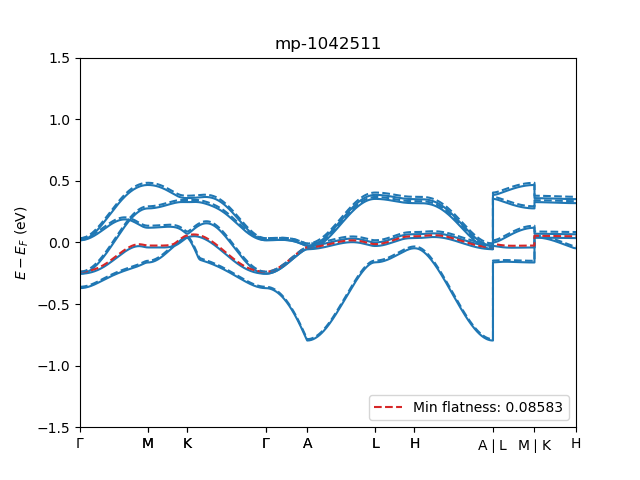 mp-1042511
1.5
1.0
0.5
0.0
−0.5
−1.0
−1.5
E − E_F (eV)
Min flatness: 0.08583
Γ M K Γ A L H A | L M | K H